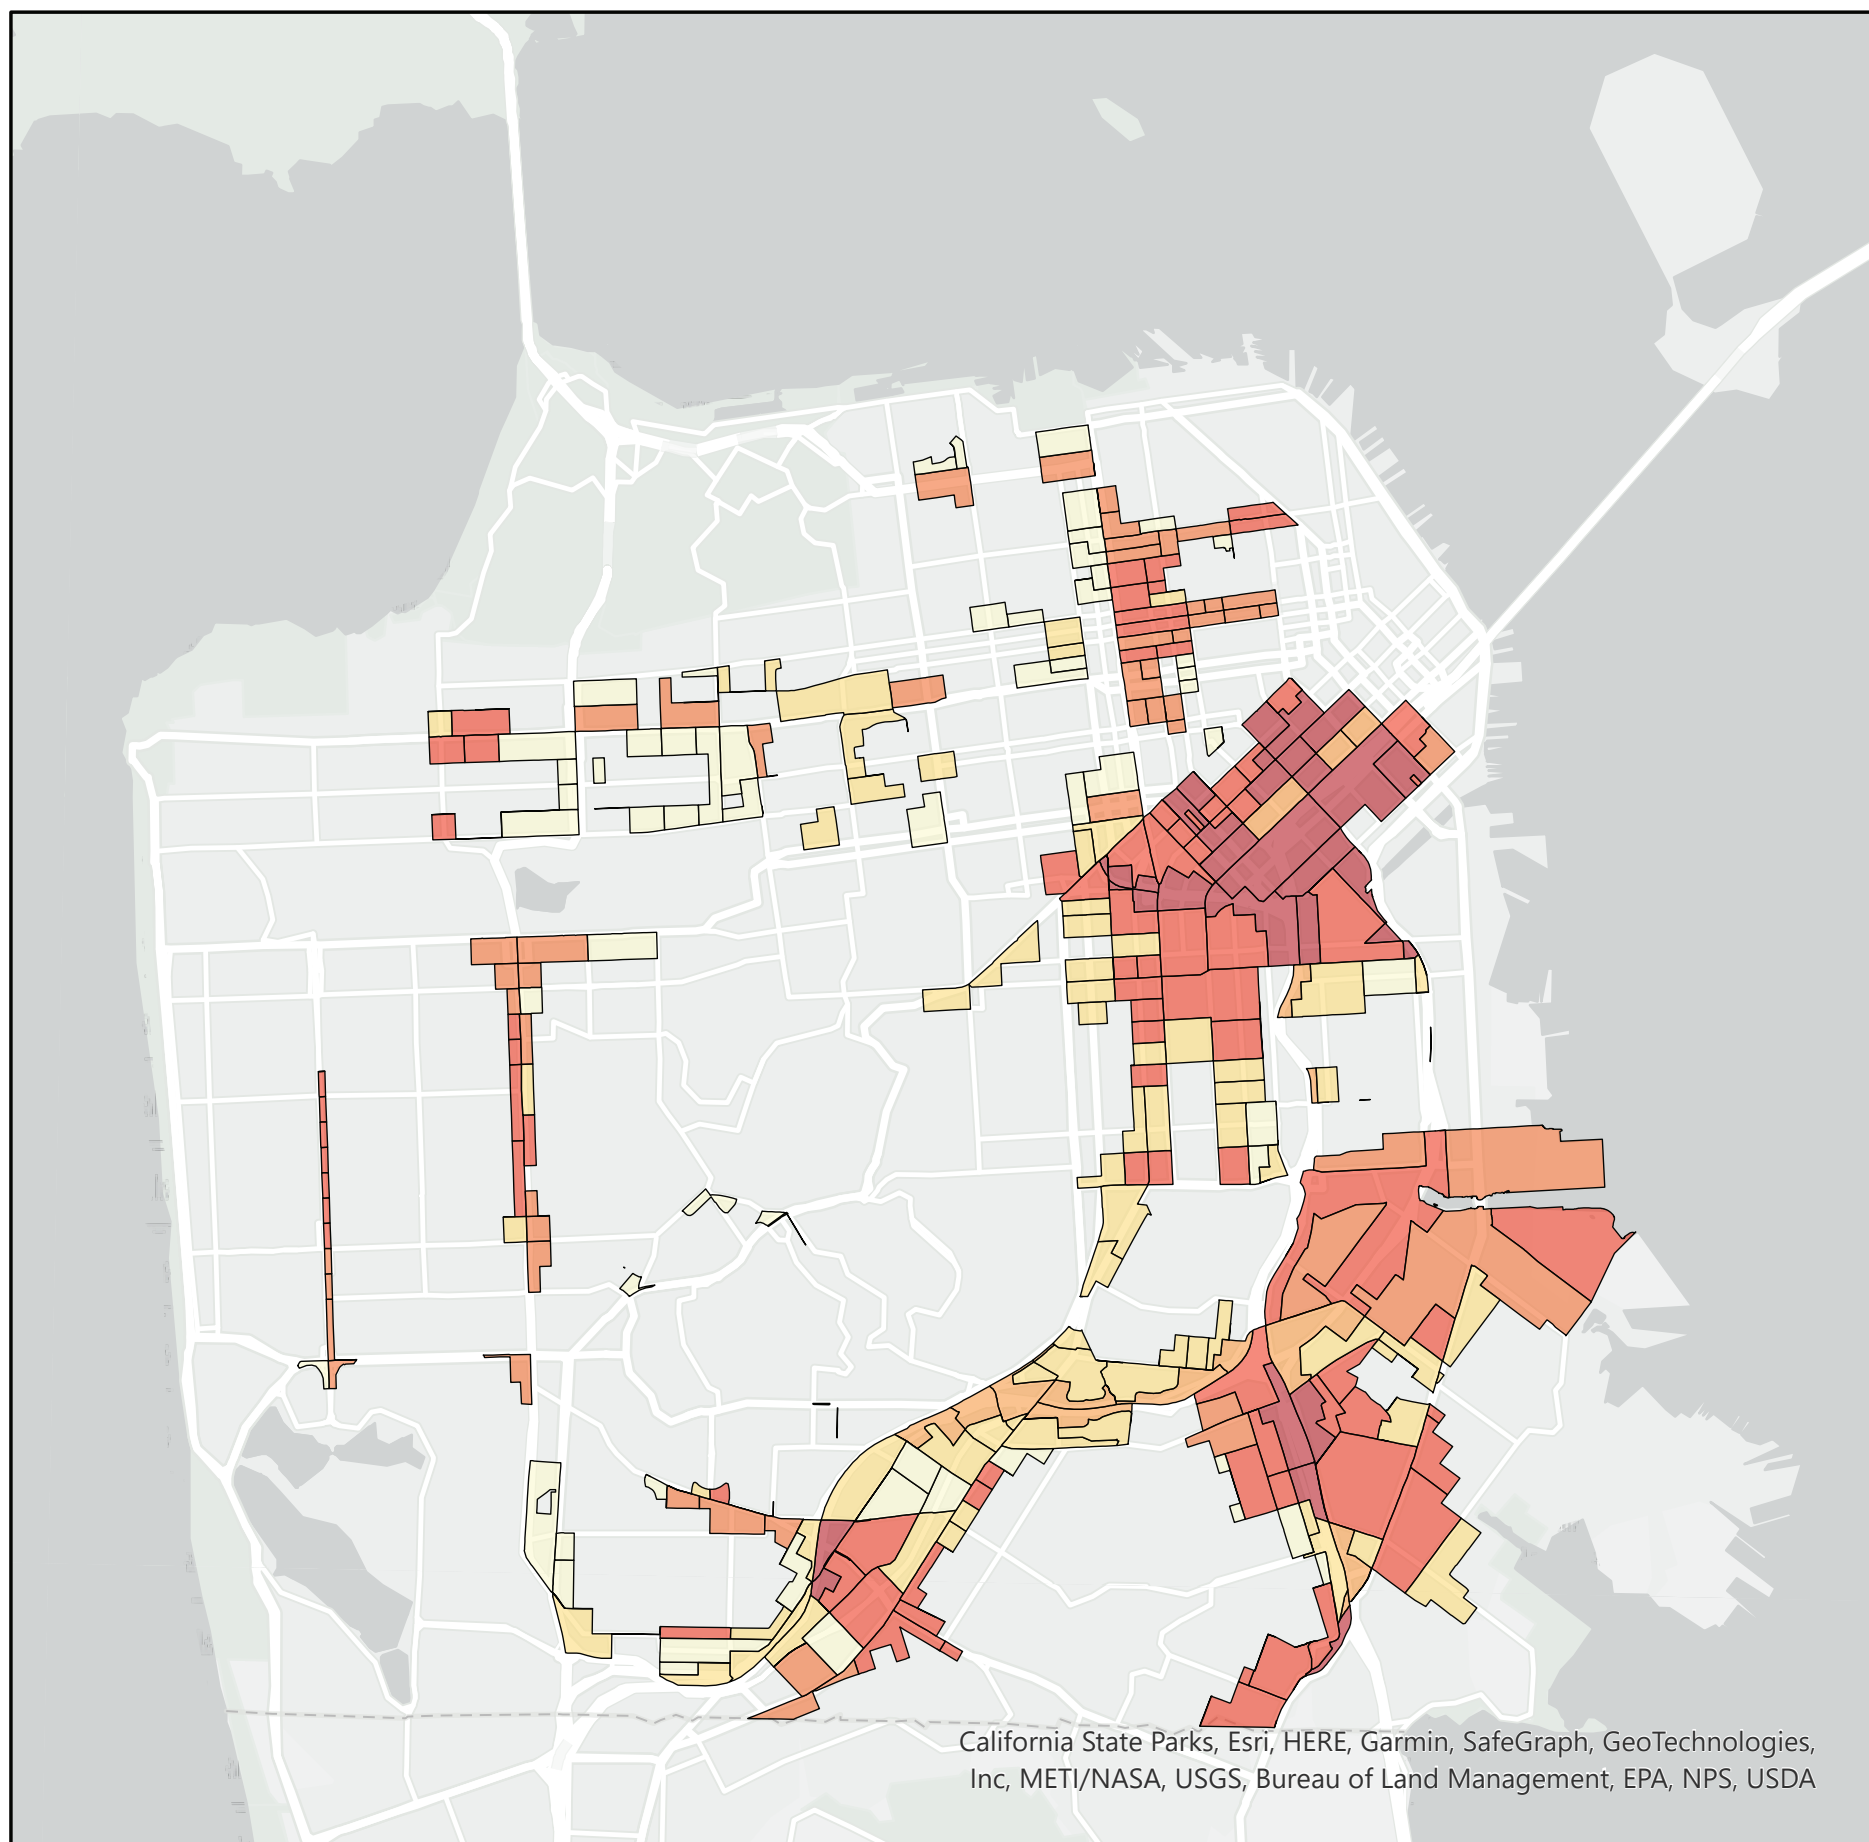 California State Parks, Esri, HERE, Garmin, SafeGraph, GeoTechnologies,
Inc, METI/NASA, USGS, Bureau of Land Management, EPA, NPS, USDA